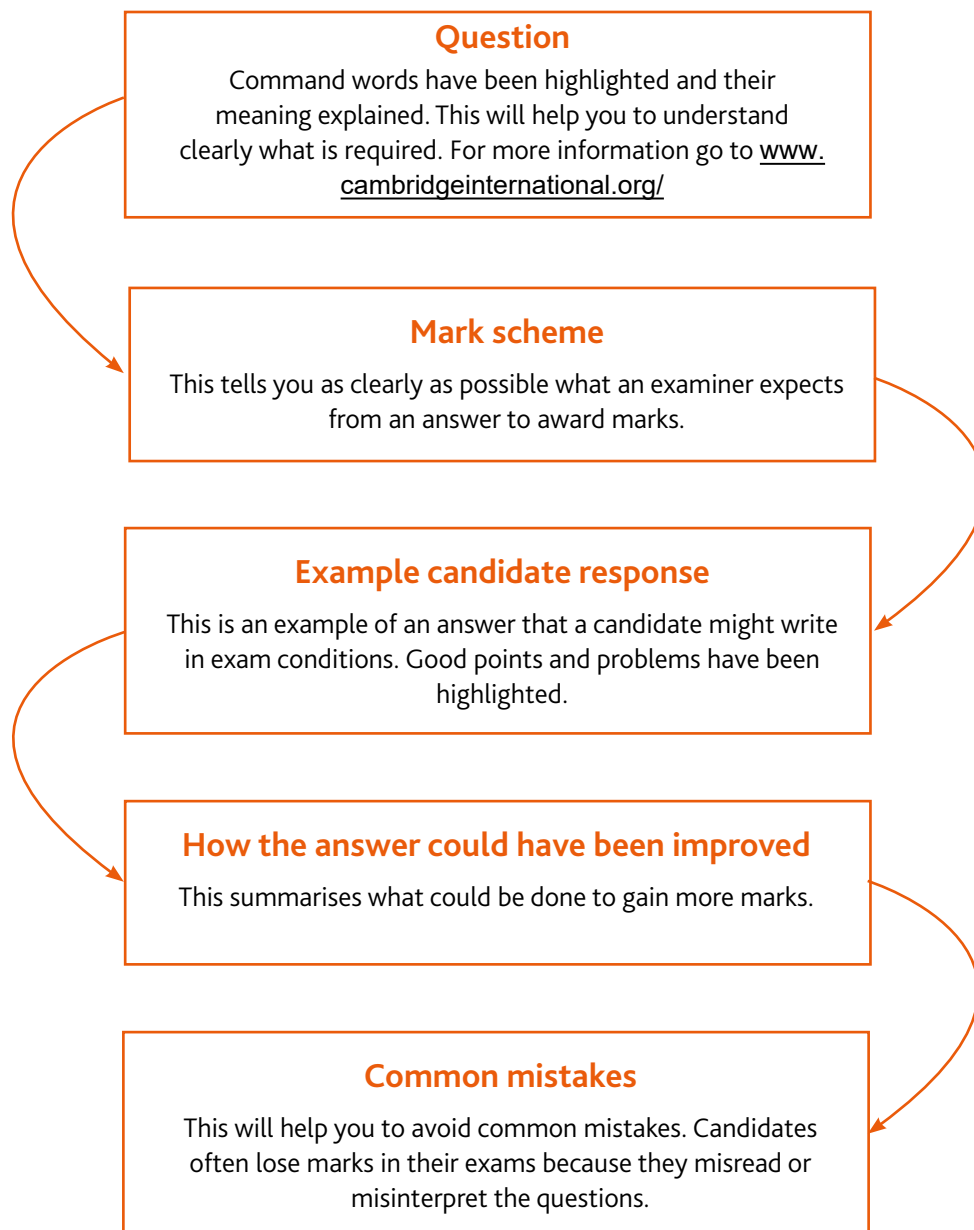 Question
Command words have been highlighted and their
meaning explained. This will help you to understand
clearly what is required. For more information go to www.
cambridgeinternational.org/
Mark scheme
This tells you as clearly as possible what an examiner expects
from an answer to award marks.
Example candidate response
This is an example of an answer that a candidate might write
in exam conditions. Good points and problems have been
highlighted.
How the answer could have been improved
This summarises what could be done to gain more marks.
Common mistakes
This will help you to avoid common mistakes. Candidates
often lose marks in their exams because they misread or
misinterpret the questions.